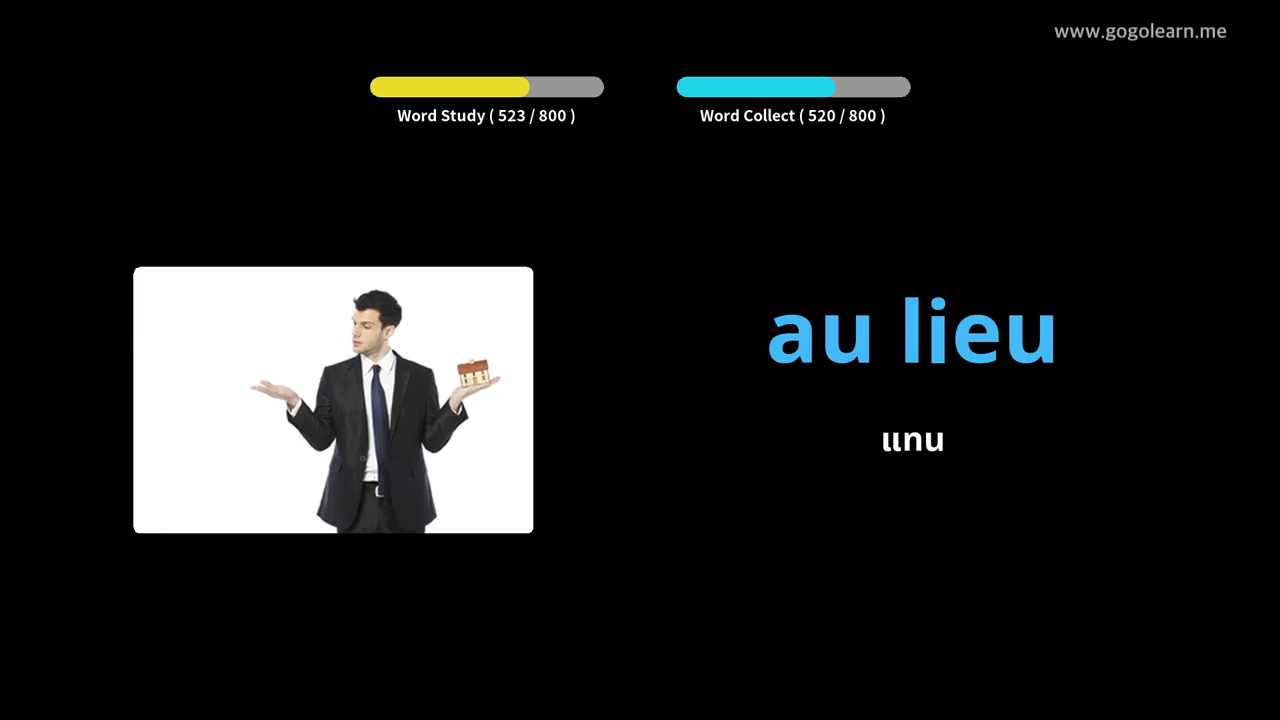 www.gogolearn.me
Word Study ( 523 / 800 )
Word Collect ( 520 / 800 )
au lieu
แทน